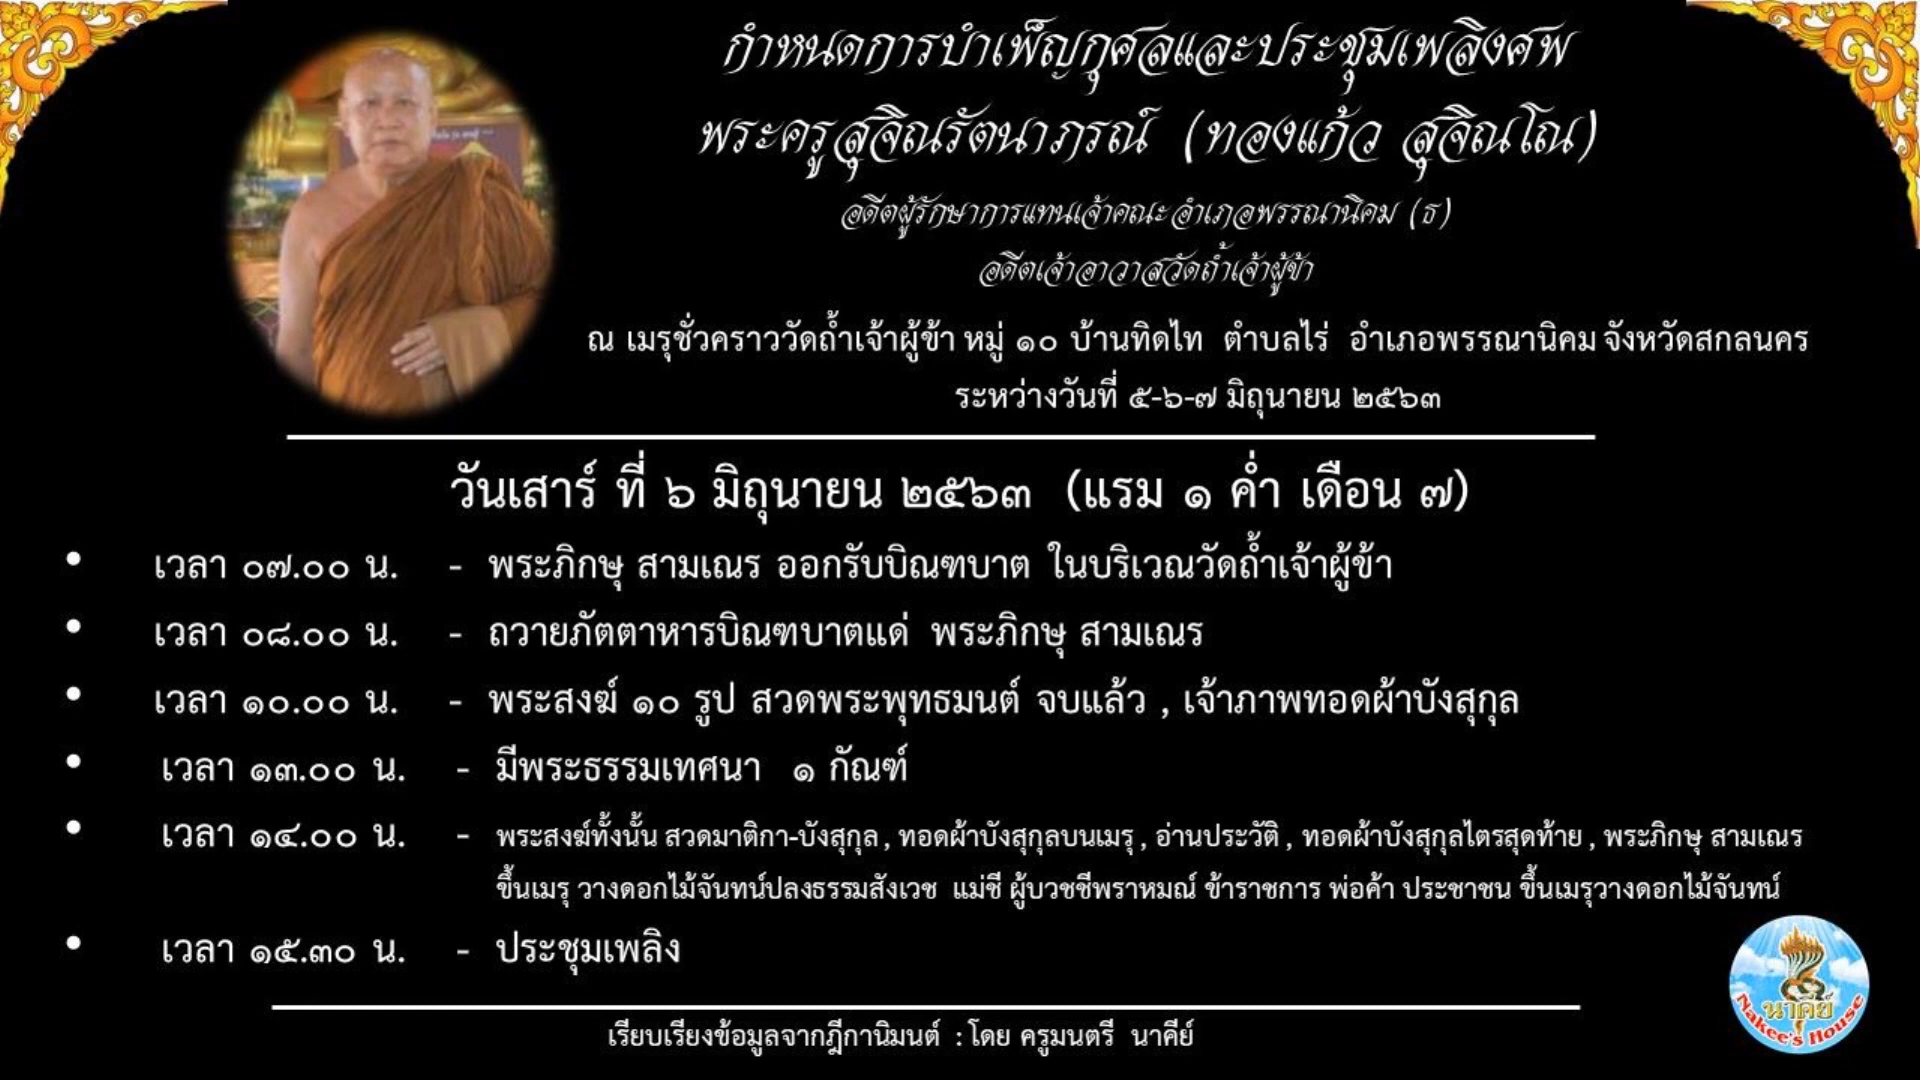 กำหนดการบำเพ็ญกุศลและประชุมเพลิงศพ
พระครูสุจิณรัตนาภรณ์ (ทองแก้ว สุจิณโณ)
อดีตผู้รักษาการแทนเจ้าคณะอำเภอพรรณานิคม (ธ)
อดีตเจ้าอาวาสวัดถ้ำเจ้าผู้ข้า
ณ เมรุชั่วคราววัดถ้ำเจ้าผู้ข้า หมู่ ๑๐ บ้านทิดไท ตำบลไร่ อำเภอพรรณานิคม จังหวัดสกลนคร
ระหว่างวันที่ ๕-๖-๗ มิถุนายน ๒๕๖๓
วันเสาร์ ที่ ๖ มิถุนายน ๒๕๖๓ (แรม ๑ ค่ำ เดือน ๗)
• เวลา ๐๗.๐๐ น. - พระภิกษุ สามเณร ออกรับบิณฑบาต ในบริเวณวัดถ้ำเจ้าผู้ข้า
• เวลา ๐๘.๐๐ น. - ถวายภัตตาหารบิณฑบาตแด่ พระภิกษุ สามเณร
• เวลา ๑๐.๐๐ น. - พระสงฆ์ ๑๐ รูป สวดพระพุทธมนต์ จบแล้ว , เจ้าภาพทอดผ้าบังสุกุล
• เวลา ๑๓.๐๐ น. - มีพระธรรมเทศนา ๑ กัณฑ์
• เวลา ๑๔.๐๐ น. - พระสงฆ์ทั้งนั้น สวดมาติกา-บังสุกุล , ทอดผ้าบังสุกุลบนเมรุ , อ่านประวัติ , ทอดผ้าบังสุกุลไตรสุดท้าย , พระภิกษุ สามเณร
ขึ้นเมรุ วางดอกไม้จันทน์ปลงธรรมสังเวช แม่ชี ผู้บวชชีพราหมณ์ ข้าราชการ พ่อค้า ประชาชน ขึ้นเมรุวางดอกไม้จันทน์
• เวลา ๑๕.๓๐ น. - ประชุมเพลิง
นาคีย์
Nakee's House
เรียบเรียงข้อมูลจากฎีกานิมนต์ : โดย ครูมนตรี นาคีย์